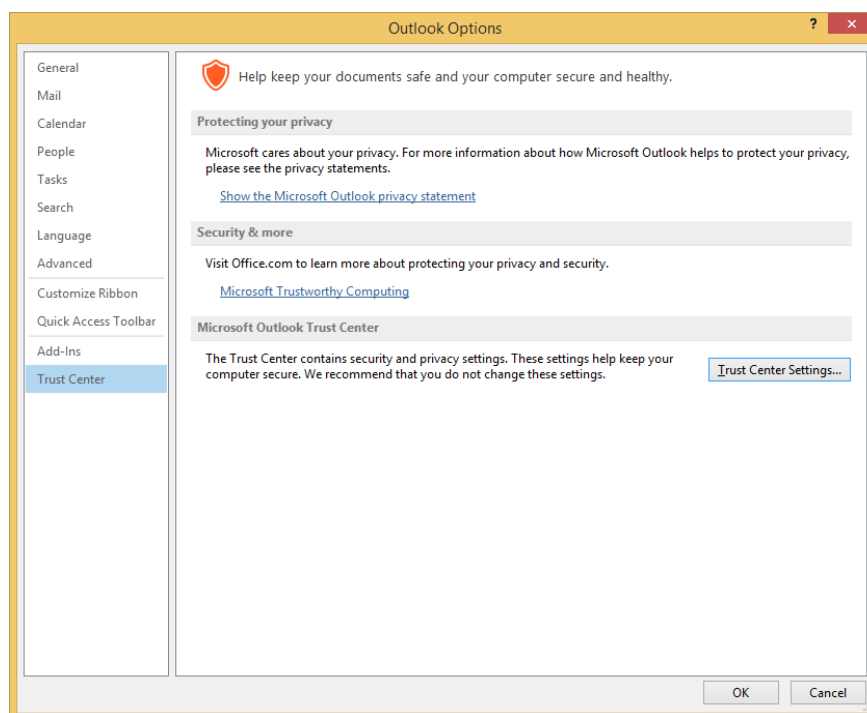 Outlook Options
?
×
General
Mail
Calendar
People
Tasks
Search
Language
Advanced
Customize Ribbon
Quick Access Toolbar
Add-Ins
Trust Center
Help keep your documents safe and your computer secure and healthy.
Protecting your privacy
Microsoft cares about your privacy. For more information about how Microsoft Outlook helps to protect your privacy,
please see the privacy statements.
Show the Microsoft Outlook privacy statement
Security & more
Visit Office.com to learn more about protecting your privacy and security.
Microsoft Trustworthy Computing
Microsoft Outlook Trust Center
The Trust Center contains security and privacy settings. These settings help keep your
computer secure. We recommend that you do not change these settings.
Trust Center Settings...
OK
Cancel